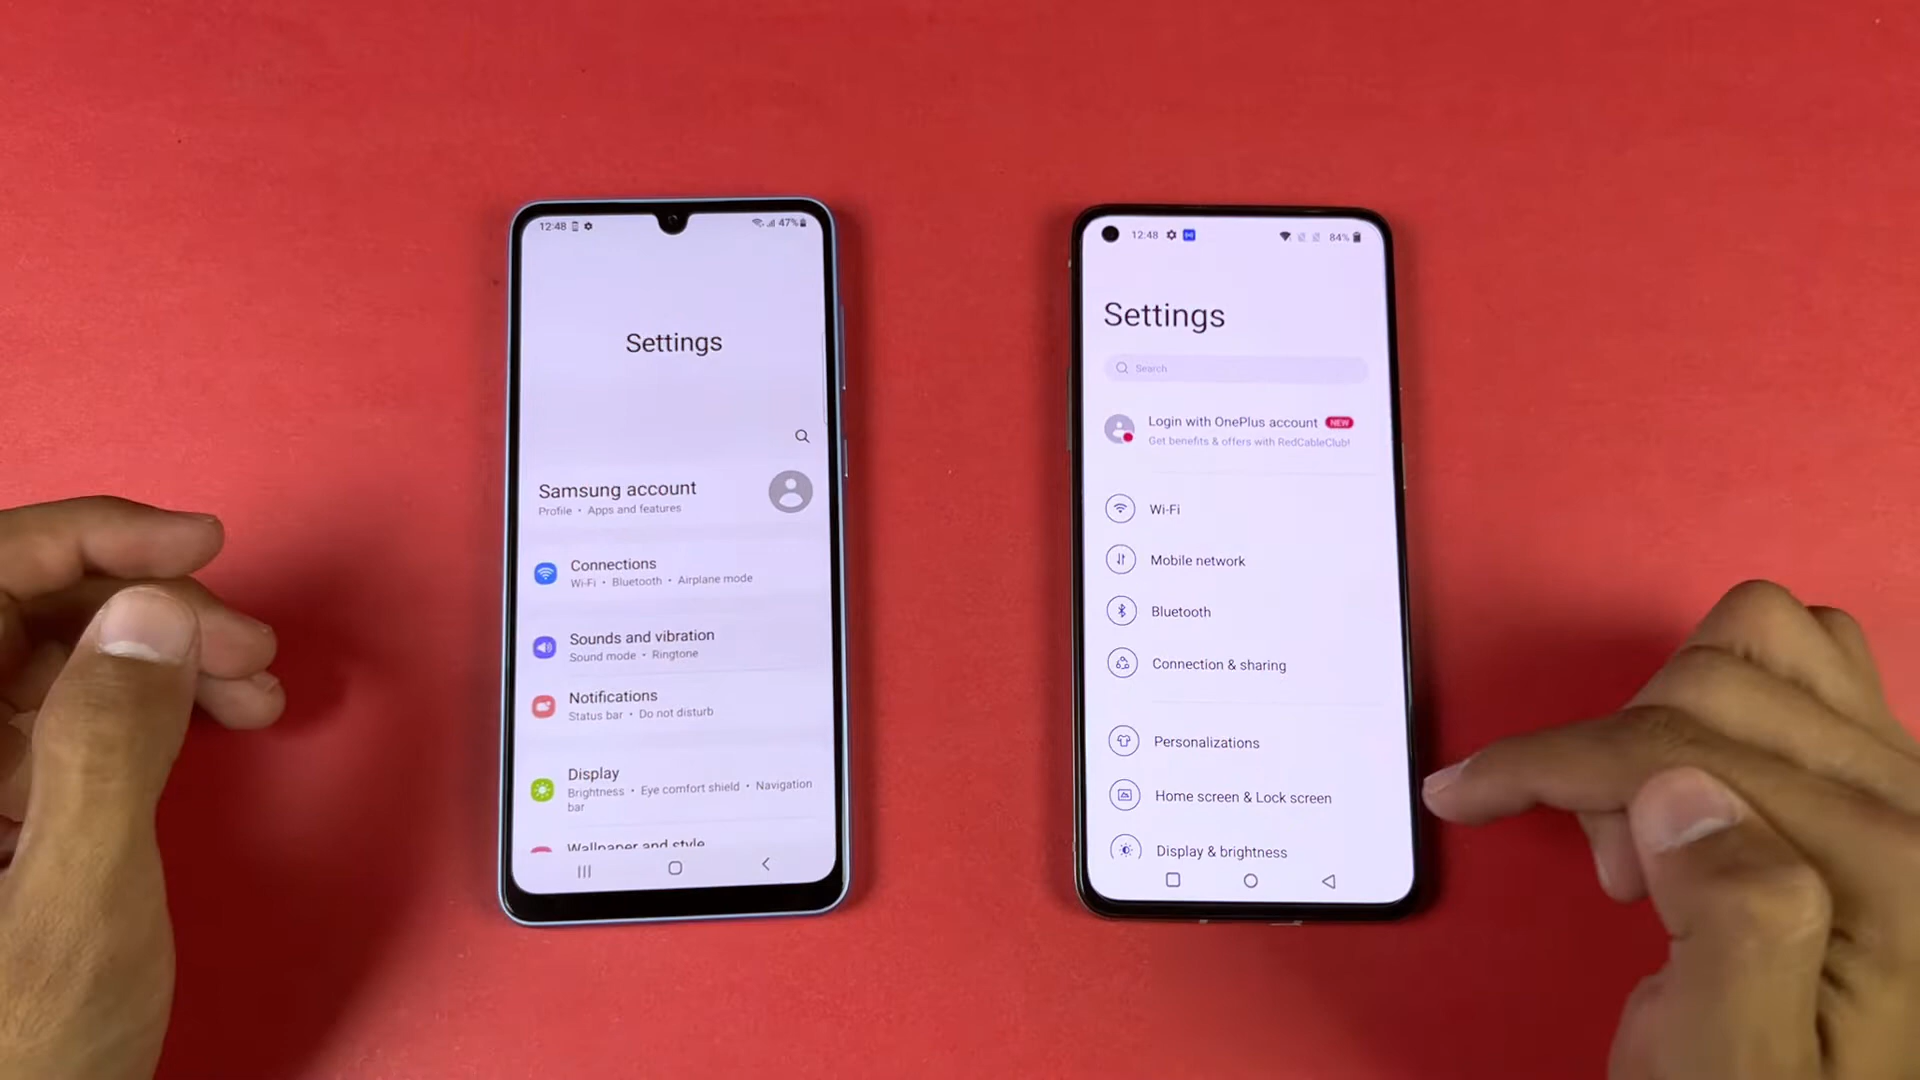 12:48
47%
Settings
Samsung account
Profile • Apps and features
Connections
Wi-Fi • Bluetooth • Airplane mode
Sounds and vibration
Sound mode • Ringtone
Notifications
Status bar • Do not disturb
Display
Brightness • Eye comfort shield • Navigation
bar
Wallpaper and style
12:48
84%
Settings
Search
Login with OnePlus account NEW
Get benefits & offers with RedCableClub!
Wi-Fi
Mobile network
Bluetooth
Connection & sharing
Personalizations
Home screen & Lock screen
Display & brightness